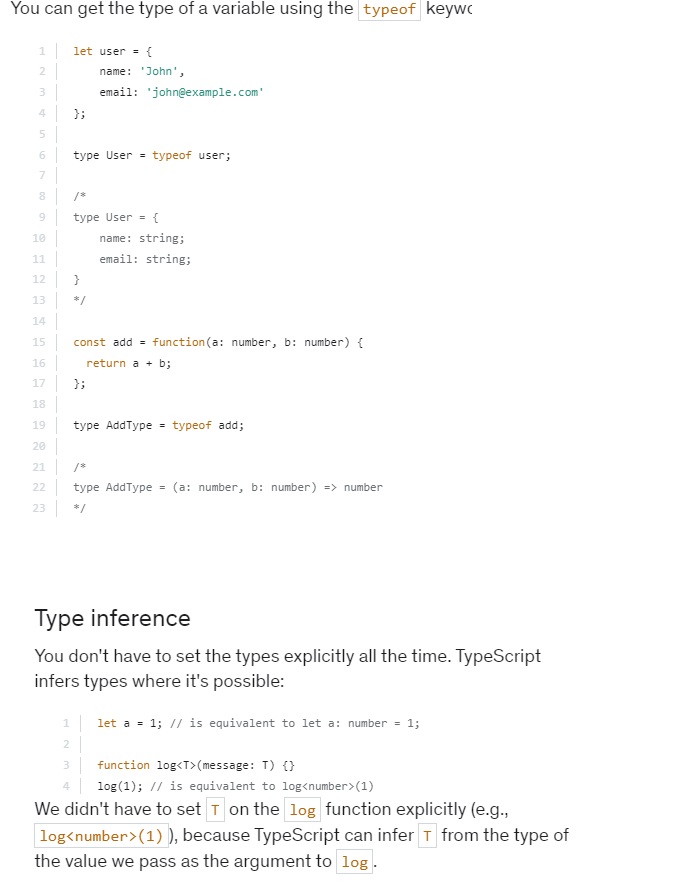 You can get the type of a variable using the typeof keywo
1 let user = {
2 name: 'John',
3 email: 'john@example.com'
4 };
5
6 type User = typeof user;
7
8 /*
9 type User = {
10 name: string;
11 email: string;
12 }
13 */
14
15 const add = function(a: number, b: number) {
16 return a + b;
17 };
18
19 type AddType = typeof add;
20
21 /*
22 type AddType = (a: number, b: number) => number
23 */
Type inference
You don't have to set the types explicitly all the time. TypeScript
infers types where it's possible:
1 let a = 1; // is equivalent to let a: number = 1;
2
3 function log<T>(message: T) {}
4 log(1); // is equivalent to log<number>(1)
We didn't have to set T on the log function explicitly (e.g.,
log<number>(1) ), because TypeScript can infer T from the type of
the value we pass as the argument to log .